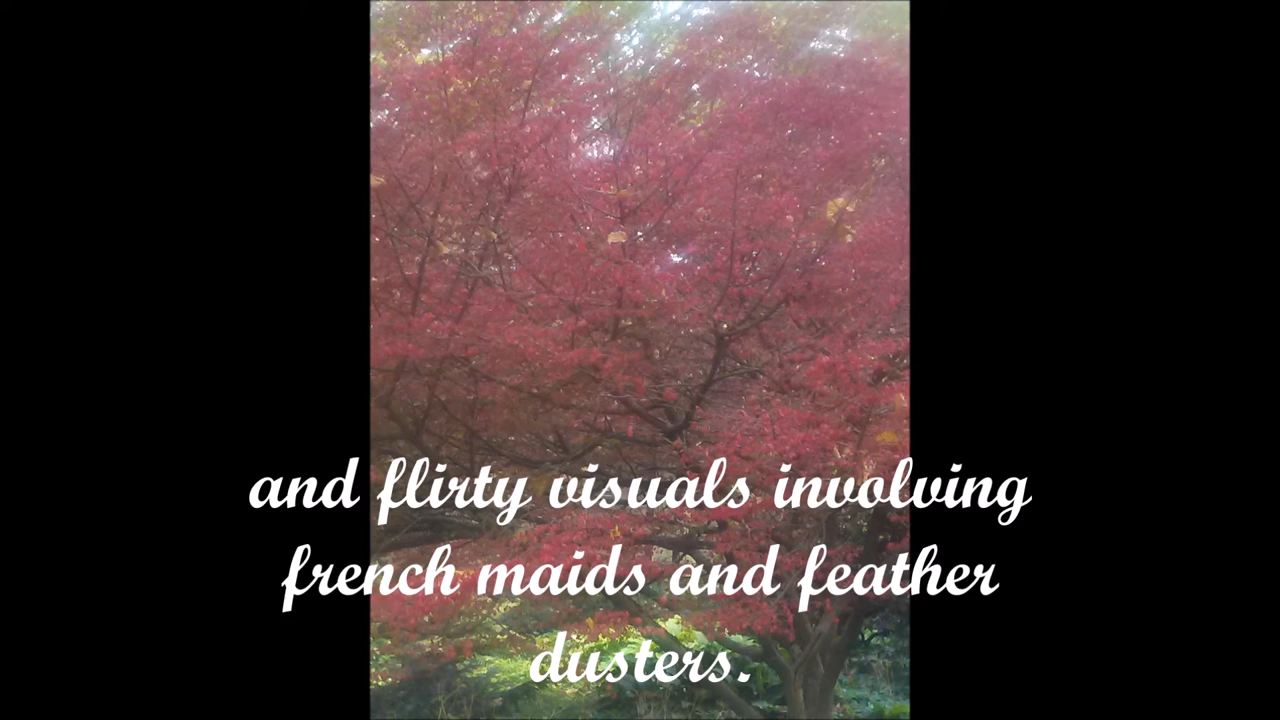 and flirty visuals involving
french maids and feather
dusters.